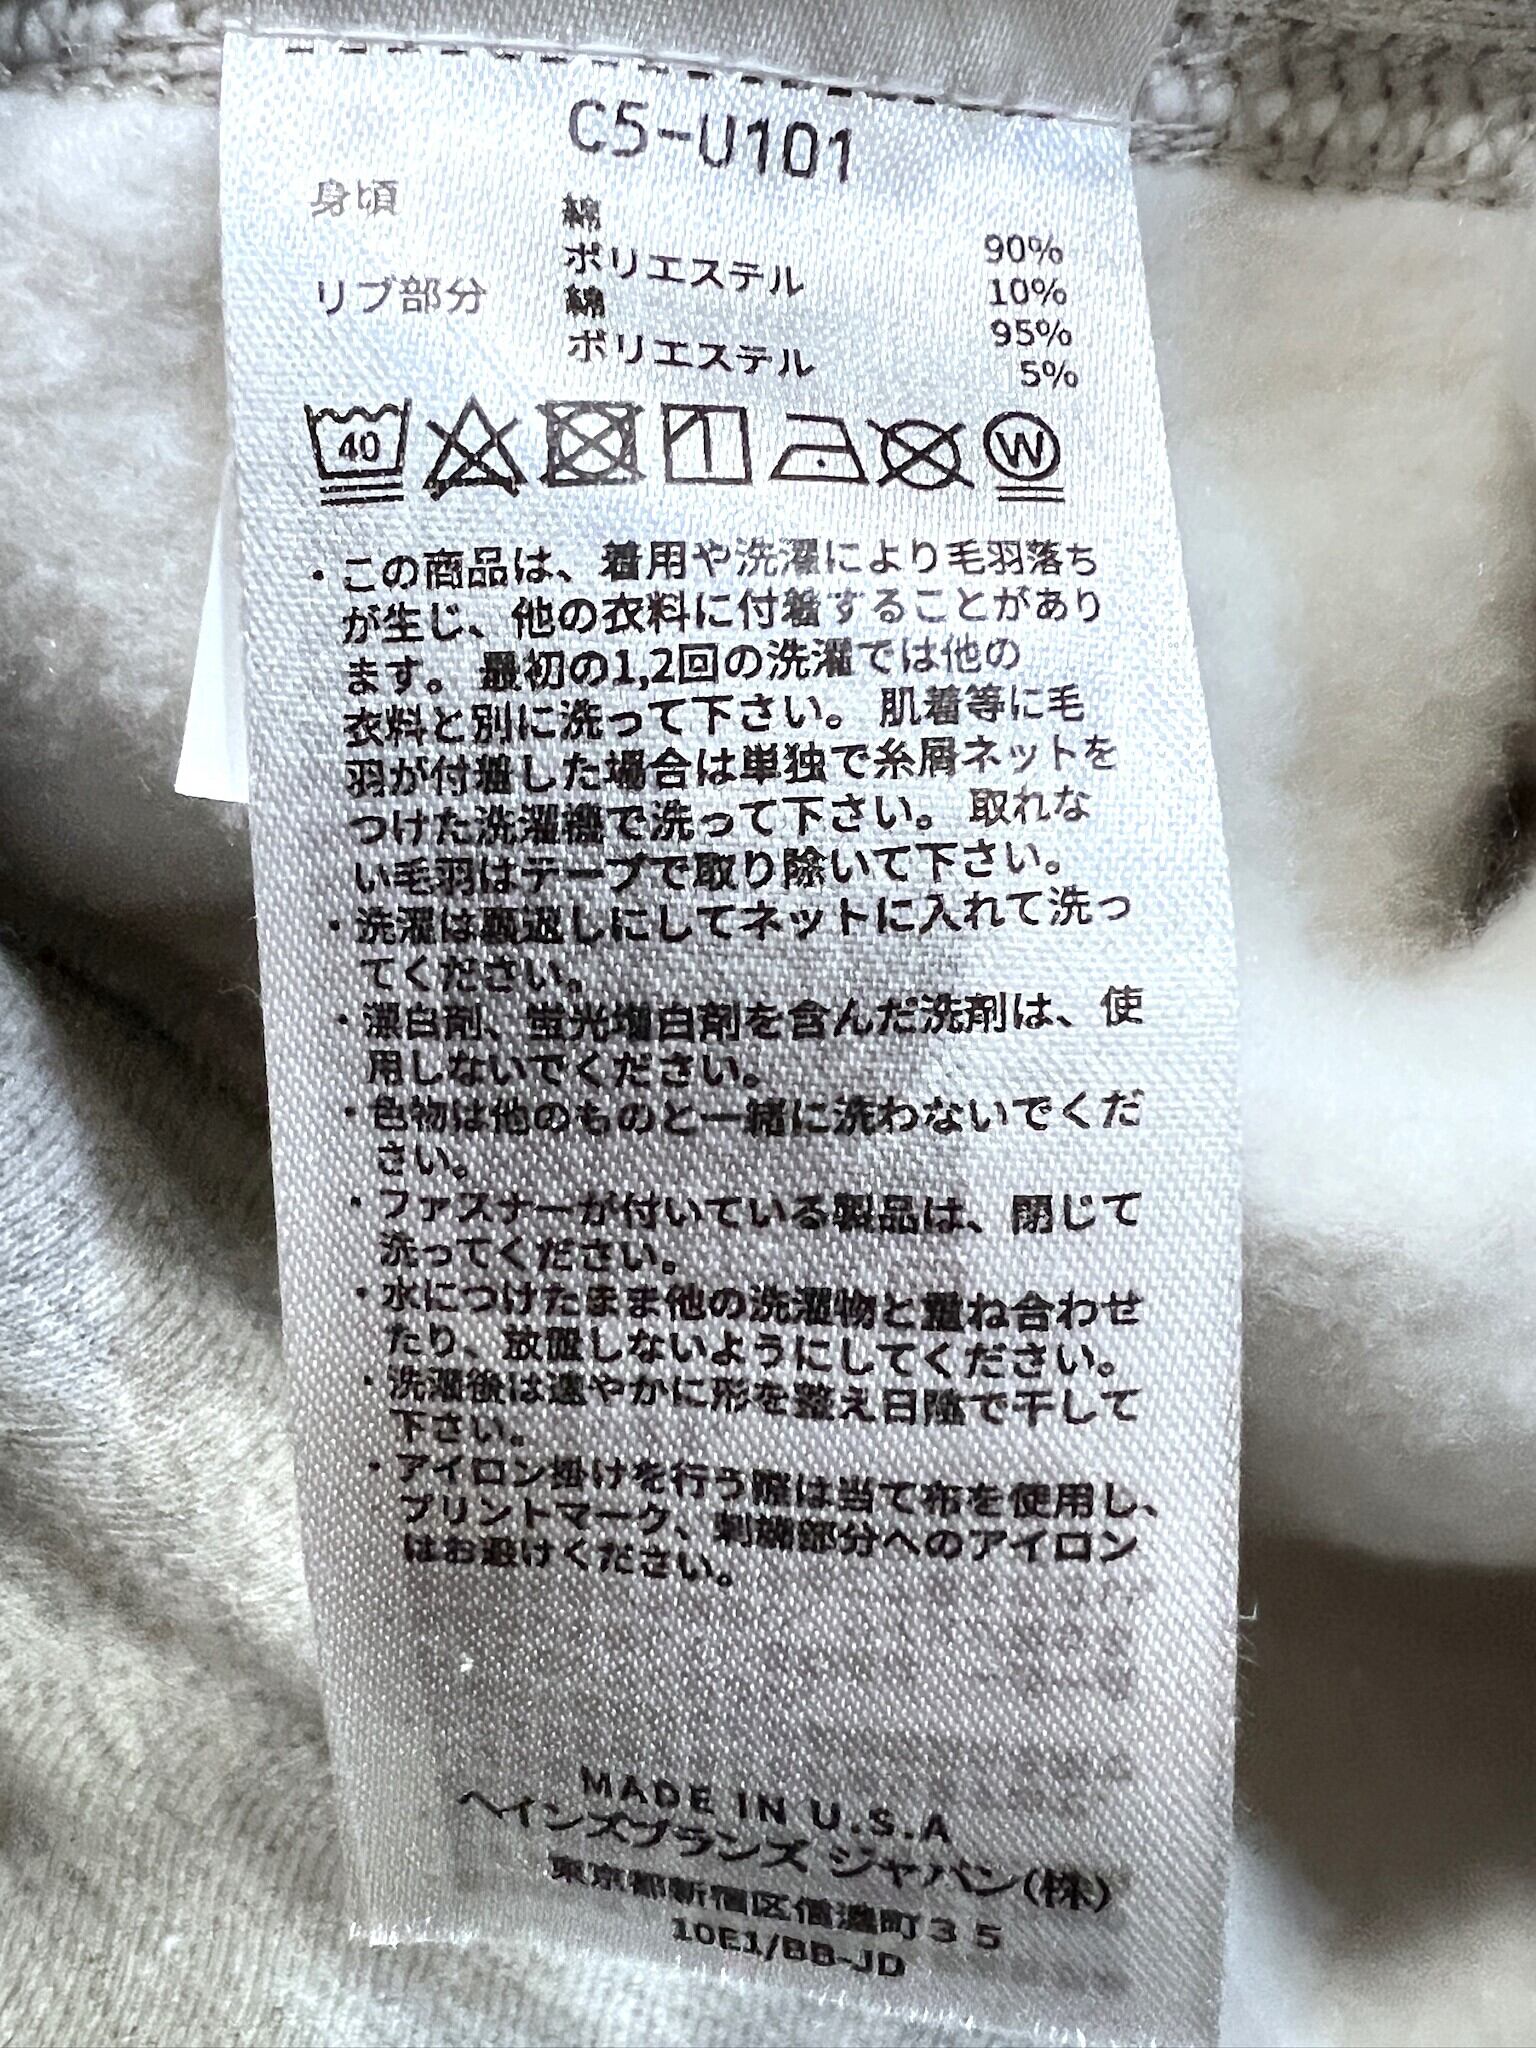 C5-U101
身頃 綿 90%
ポリエステル 10%
リブ部分 綿 95%
ポリエステル 5%
40 W
・この商品は、着用や洗濯により毛羽落ち
が生じ、他の衣料に付着することがあり
ます。最初の1,2回の洗濯では他の
衣料と別に洗って下さい。肌着等に毛
羽が付着した場合は単独で糸屑ネットを
つけた洗濯機で洗って下さい。取れな
い毛羽はテープで取り除いて下さい。
・洗濯は裏返しにしてネットに入れて洗っ
てください。
・漂白剤、蛍光増白剤を含んだ洗剤は、使
用しないでください。
・色物は他のものと一緒に洗わないでくだ
さい。
・ファスナーが付いている製品は、閉じて
洗ってください。
・水につけたまま他の洗濯物と重ね合わせ
たり、放置しないようにしてください。
・洗濯後は速やかに形を整え日陰で干して
下さい。
・アイロン掛けを行う際は当て布を使用し、
プリントマーク、刺繍部分へのアイロン
はお避けください。
MADE IN U.S.A
ヘインズブランズ ジャパン(株)
東京都新宿区信濃町35
10E1/BB-JD